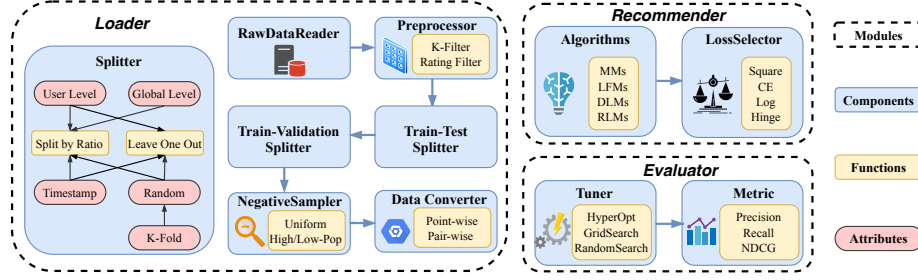 Loader
Splitter
User Level
Global Level
Split by Ratio
Leave One Out
Timestamp
Random
K-Fold
RawDataReader
Preprocessor
K-Filter
Rating Filter
Train-Validation
Splitter
Train-Test
Splitter
NegativeSampler
Uniform
High/Low-Pop
Data Converter
Point-wise
Pair-wise
Recommender
Algorithms
MMs
LFMs
DLMs
RLMs
LossSelector
Square
CE
Log
Hinge
Evaluator
Tuner
HyperOpt
GridSearch
RandomSearch
Metric
Precision
Recall
NDCG
Modules
Components
Functions
Attributes